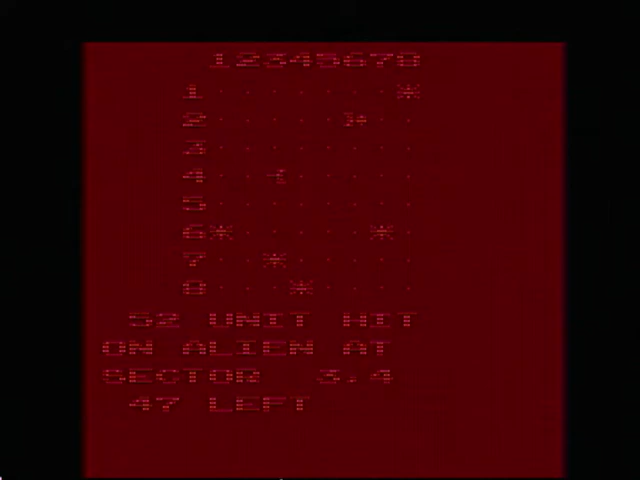 12345678
1 . . . . . . . *
2 . . . . . . .
3 . . . . . . . .
4 . . . . . . .
5 . . . . . . . .
6 * . . . . . * .
7 . . * . . . . .
8 . . . * . . . .
52 UNIT HIT
ON ALIEN AT
SECTOR 3.4
47 LEFT